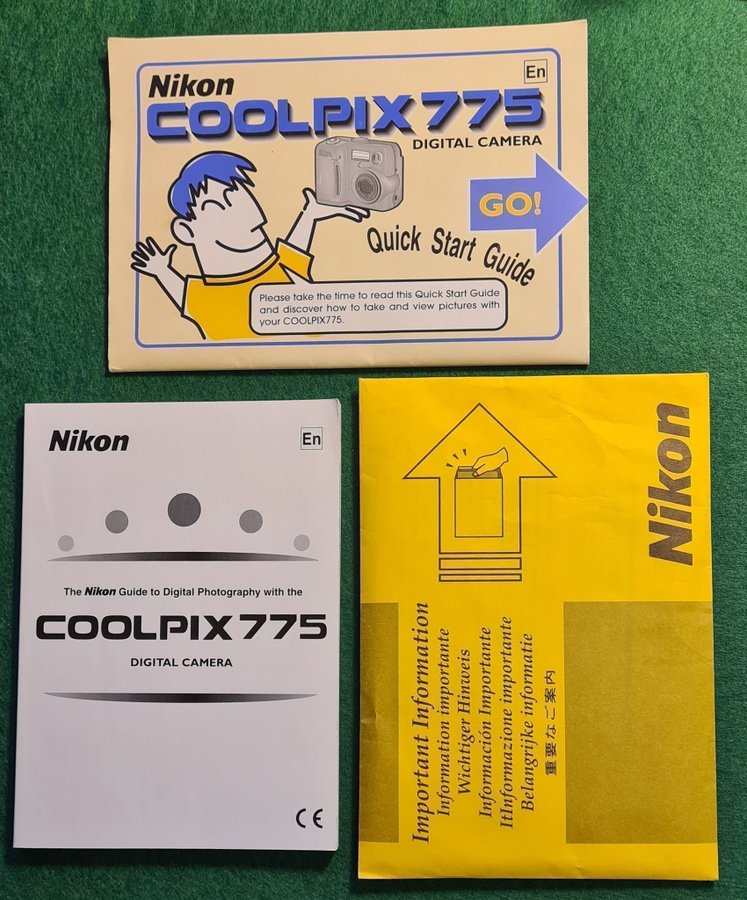 Nikon
En
COOLPIX 775
DIGITAL CAMERA
GO!
Quick Start Guide
Please take the time to read this Quick Start Guide
and discover how to take and view pictures with
your COOLPIX775.
Nikon
En
The Nikon Guide to Digital Photography with the
COOLPIX 775
DIGITAL CAMERA
CE
Nikon
Important Information
Information importante
Wichtiger Hinweis
Información Importante
ItInformazione importante
Belangrijke informatie
重要なご案内